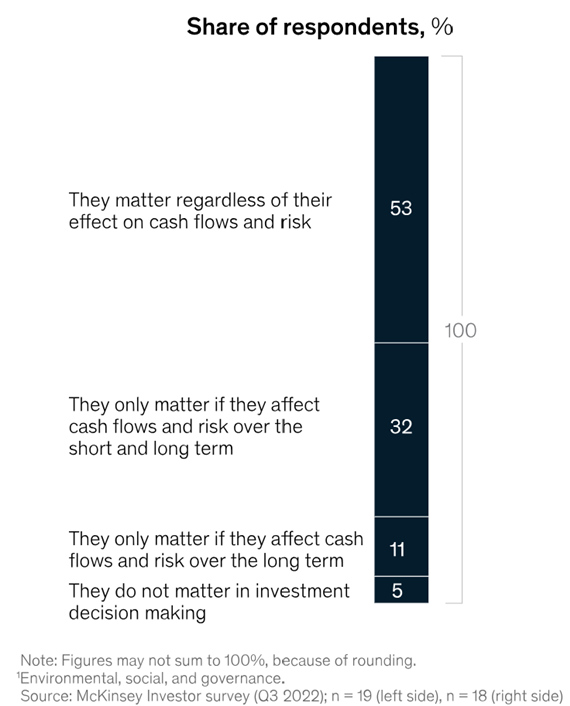 Share of respondents, %
They matter regardless of their
effect on cash flows and risk
53
100
They only matter if they affect
cash flows and risk over the
short and long term
32
They only matter if they affect cash
flows and risk over the long term
11
They do not matter in investment
decision making
5
Note: Figures may not sum to 100%, because of rounding.
¹Environmental, social, and governance.
Source: McKinsey Investor survey (Q3 2022); n = 19 (left side), n = 18 (right side)